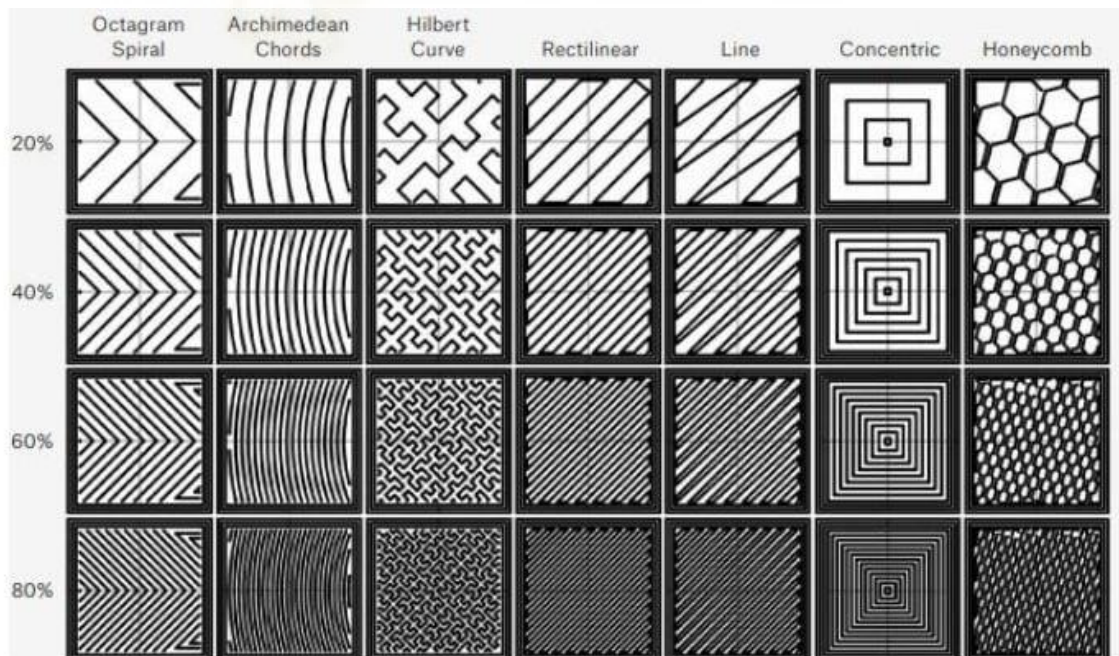 Octagram
Spiral
Archimedean
Chords
Hilbert
Curve
Rectilinear
Line
Concentric
Honeycomb
20%
40%
60%
80%